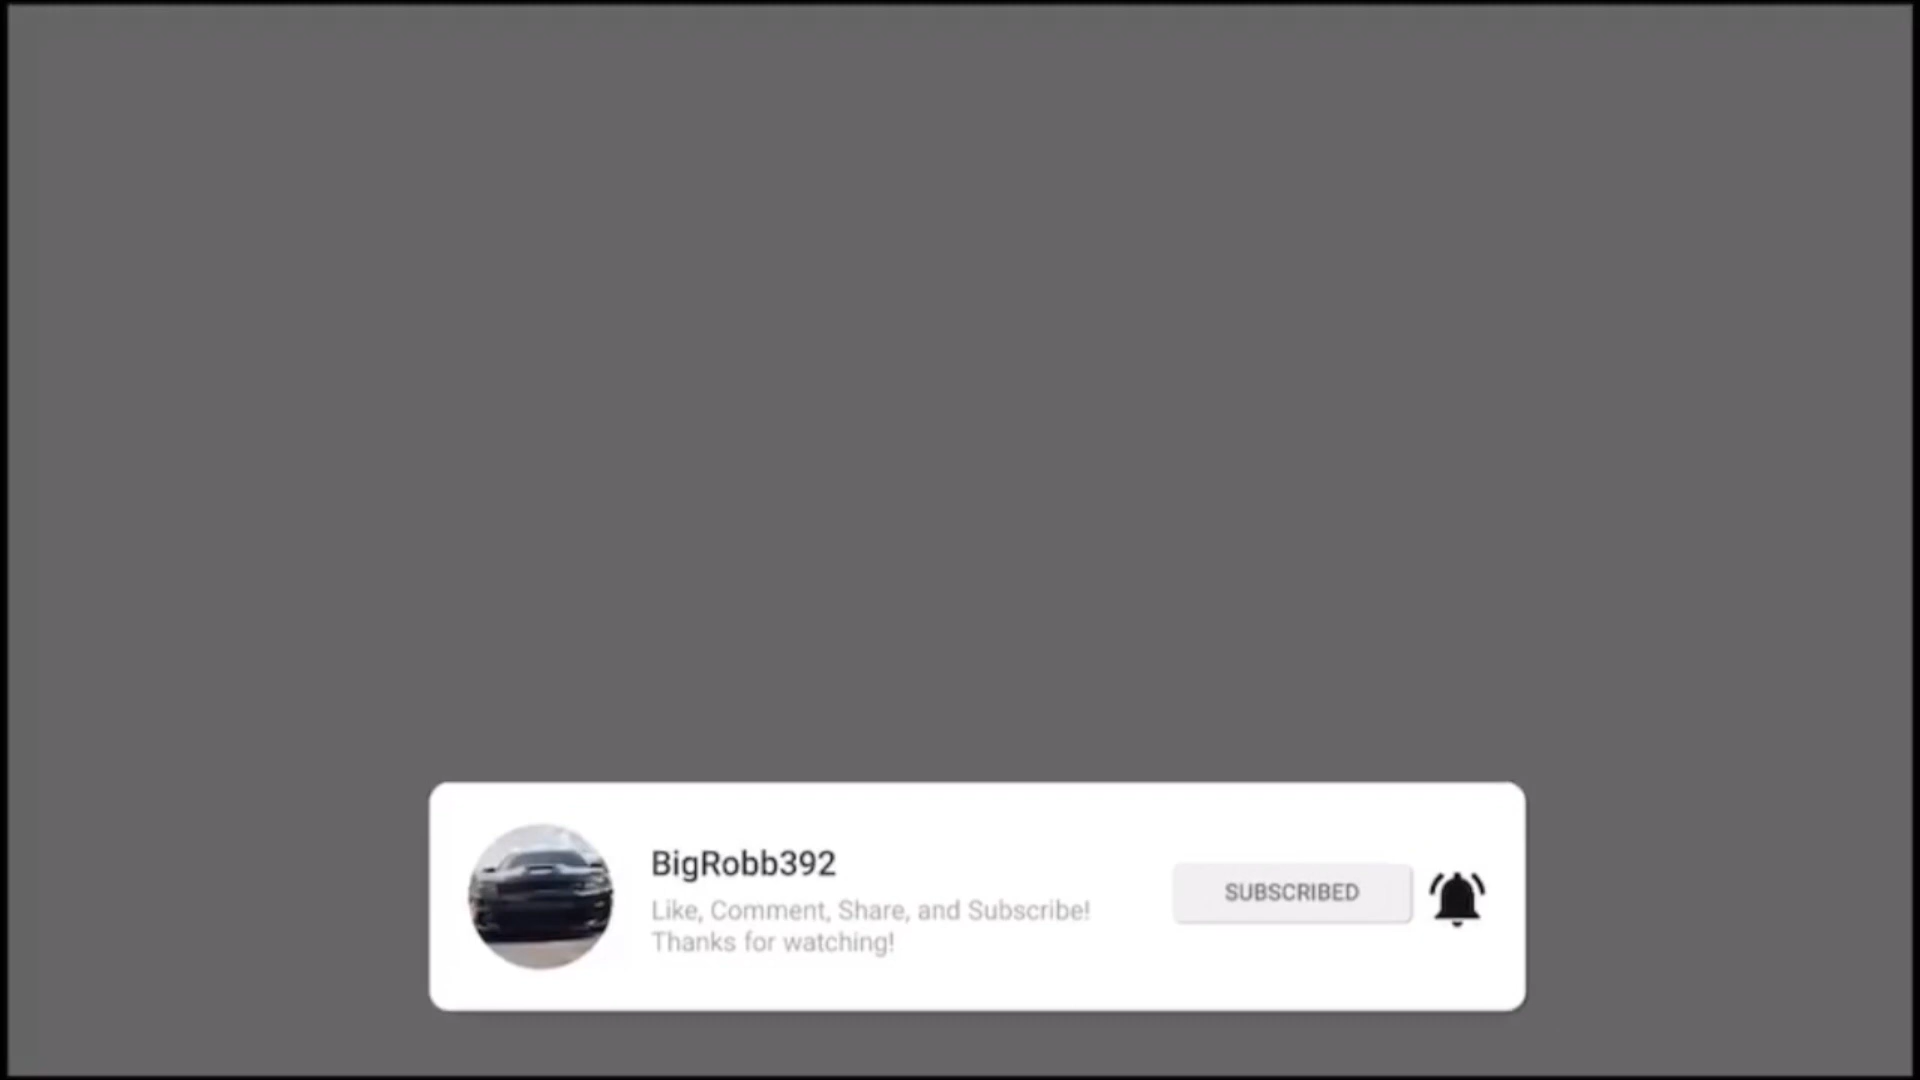 BigRobb392
Like, Comment, Share, and Subscribe!
Thanks for watching!
SUBSCRIBED